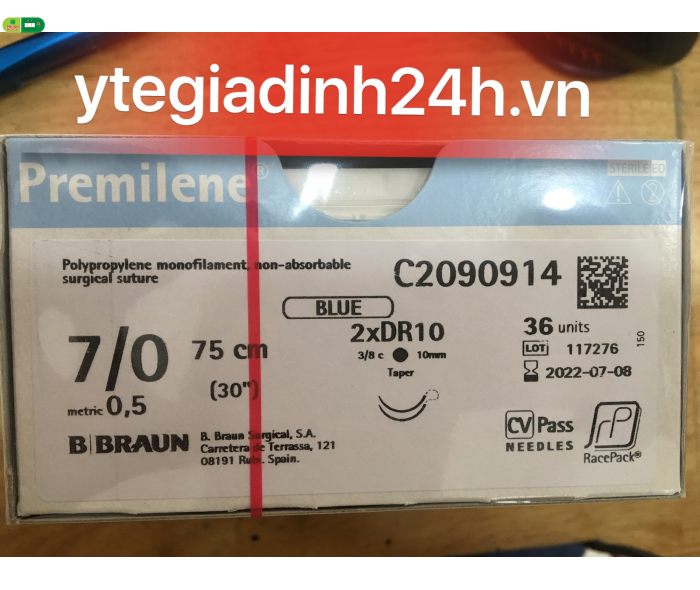 ytegiadinh24h.vn
Premilene®
STERILE EO
Polypropylene monofilament, non-absorbable
surgical suture
C2090914
BLUE
7/0
75 cm
(30")
metric 0,5
2xDR10
3/8 c 10mm
Taper
36 units
LOT 117276
2022-07-08
150
B|BRAUN
B. Braun Surgical, S.A.
Carretera de Terrassa, 121
08191 Rubí. Spain.
CV Pass
NEEDLES
rP
RacePack®